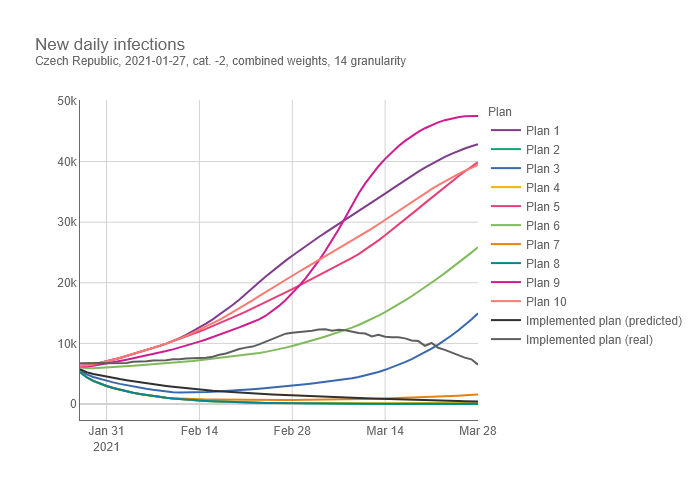 New daily infections
Czech Republic, 2021-01-27, cat. -2, combined weights, 14 granularity
50k
40k
30k
20k
10k
0
Jan 31
2021
Feb 14
Feb 28
Mar 14
Mar 28
Plan
Plan 1
Plan 2
Plan 3
Plan 4
Plan 5
Plan 6
Plan 7
Plan 8
Plan 9
Plan 10
Implemented plan (predicted)
Implemented plan (real)